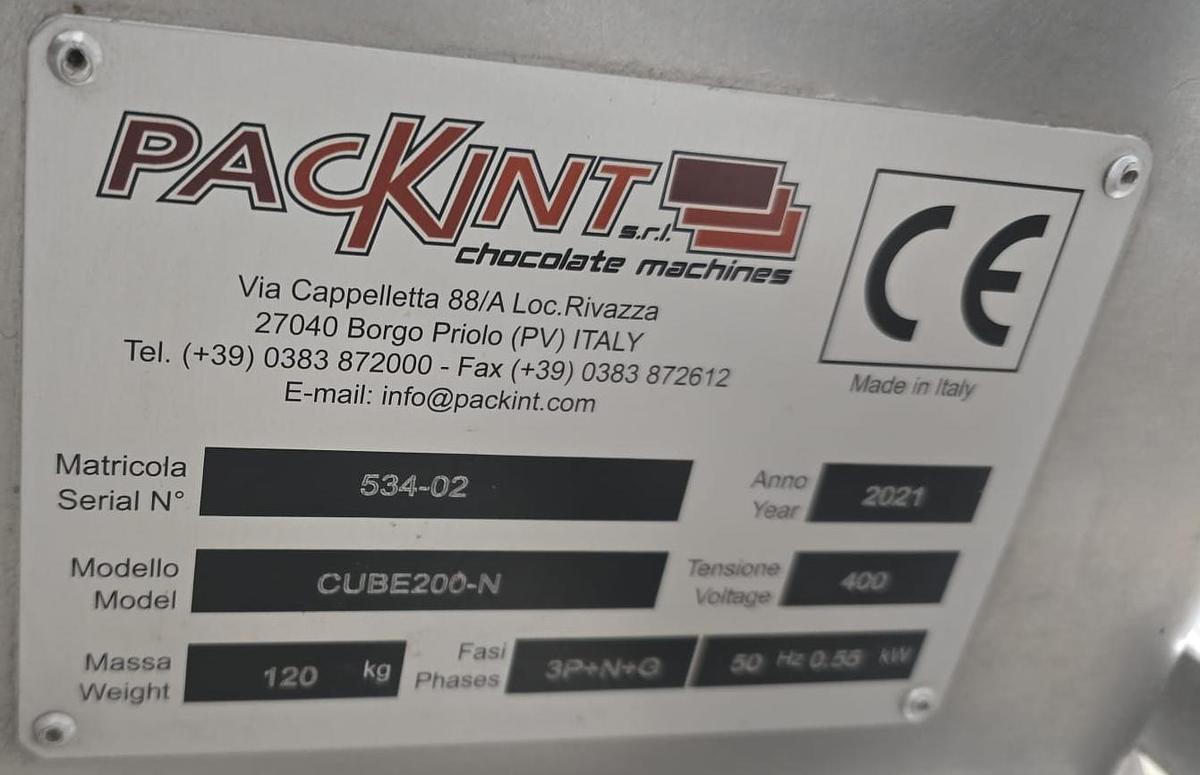 PACKINT
s.r.l.
chocolate machines
CE
Made in Italy
Via Cappelletta 88/A Loc.Rivazza
27040 Borgo Priolo (PV) ITALY
Tel. (+39) 0383 872000 - Fax (+39) 0383 872612
E-mail: info@packint.com
Matricola
Serial N° 534-02
Anno
Year 2021
Modello
Model CUBE200-N
Tensione
Voltage 400
Massa
Weight 120 kg
Fasi
Phases 3P+N+G 50 Hz 0.55 kW